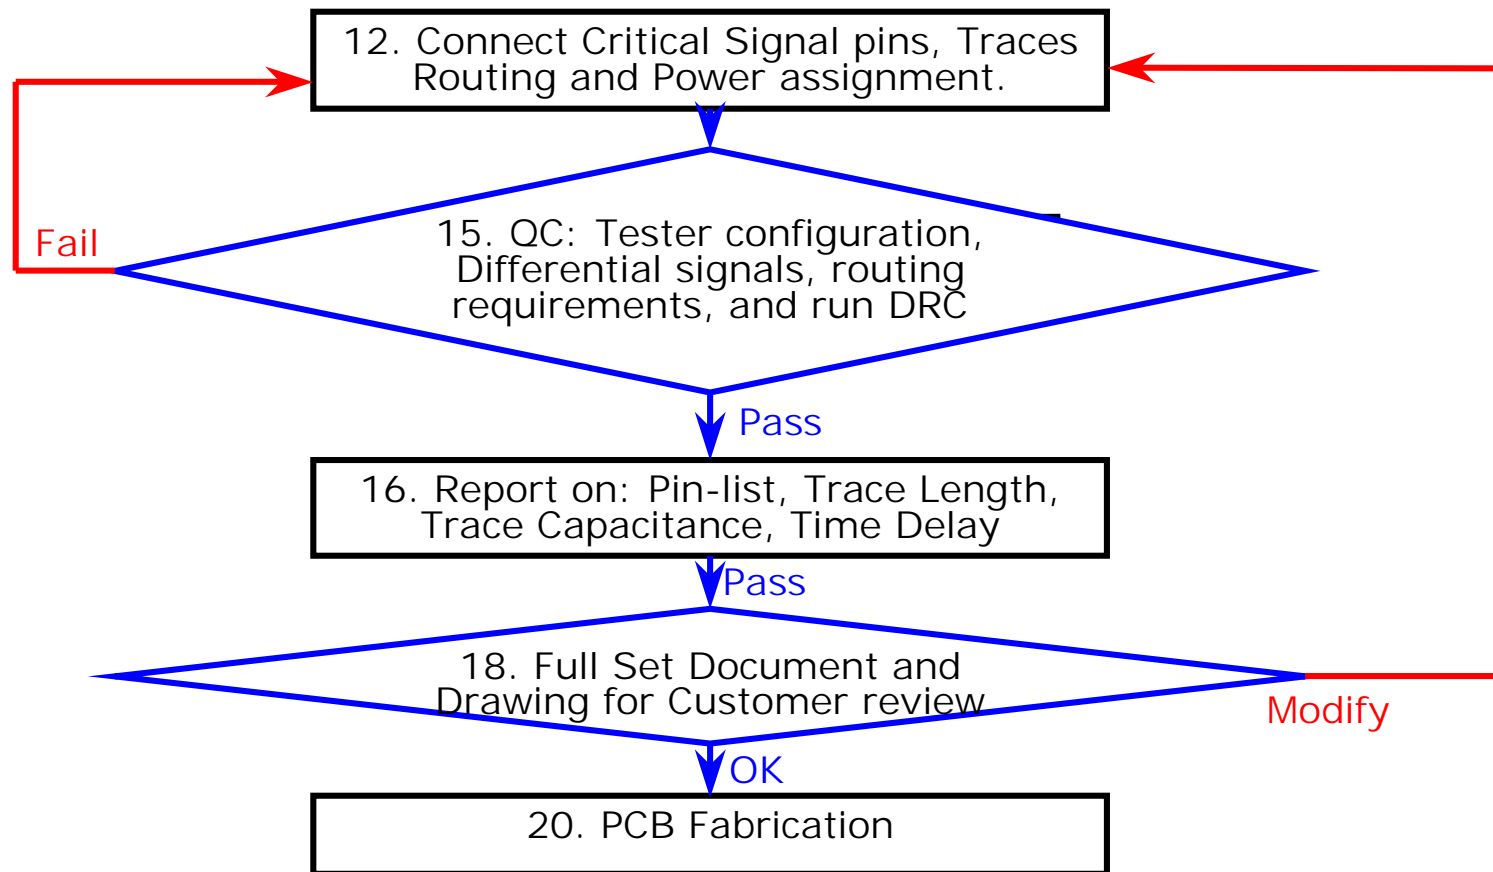 12. Connect Critical Signal pins, Traces
Routing and Power assignment.
Fail
15. QC: Tester configuration,
Differential signals, routing
requirements, and run DRC
Pass
16. Report on: Pin-list, Trace Length,
Trace Capacitance, Time Delay
Pass
18. Full Set Document and
Drawing for Customer review
Modify
OK
20. PCB Fabrication